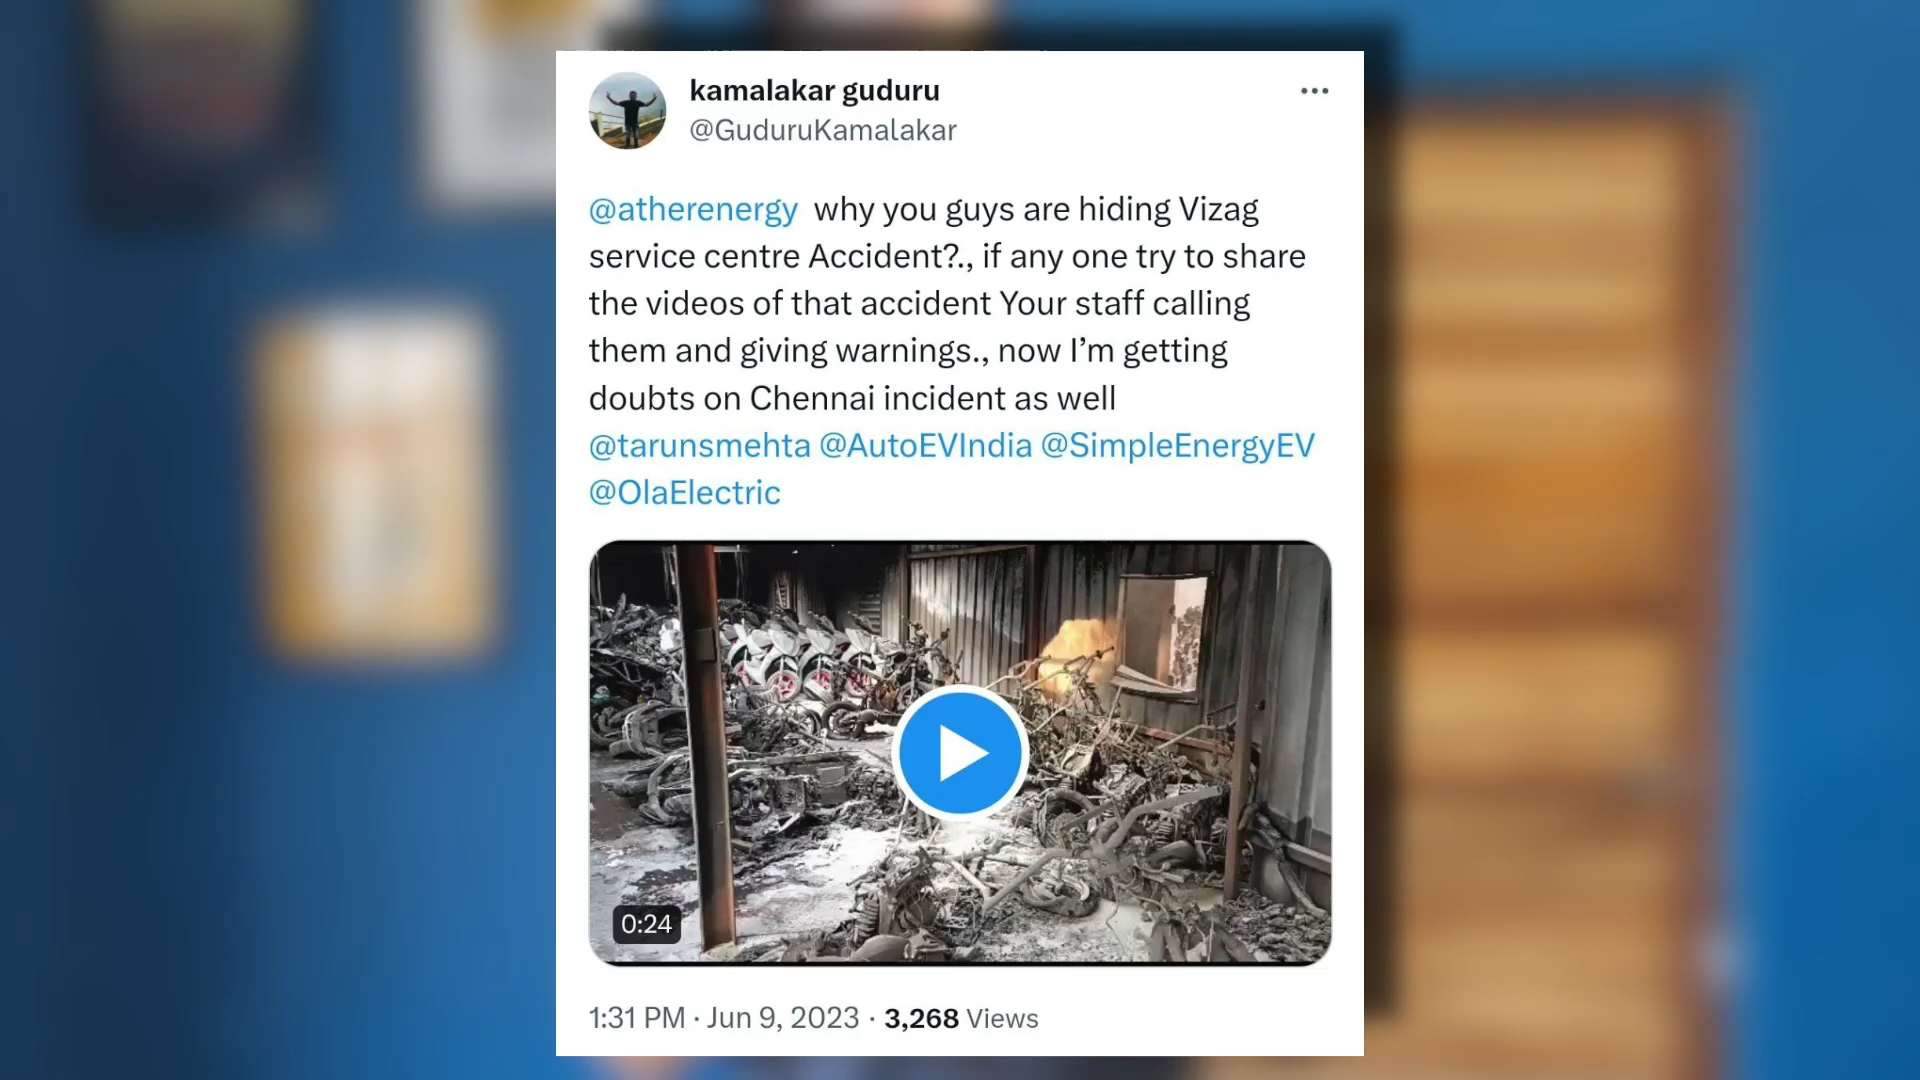 kamalakar guduru
@GuduruKamalakar
@atherenergy why you guys are hiding Vizag
service centre Accident?., if any one try to share
the videos of that accident Your staff calling
them and giving warnings., now I’m getting
doubts on Chennai incident as well
@tarunsmehta @AutoEVIndia @SimpleEnergyEV
@OlaElectric
0:24
1:31 PM · Jun 9, 2023 · 3,268 Views